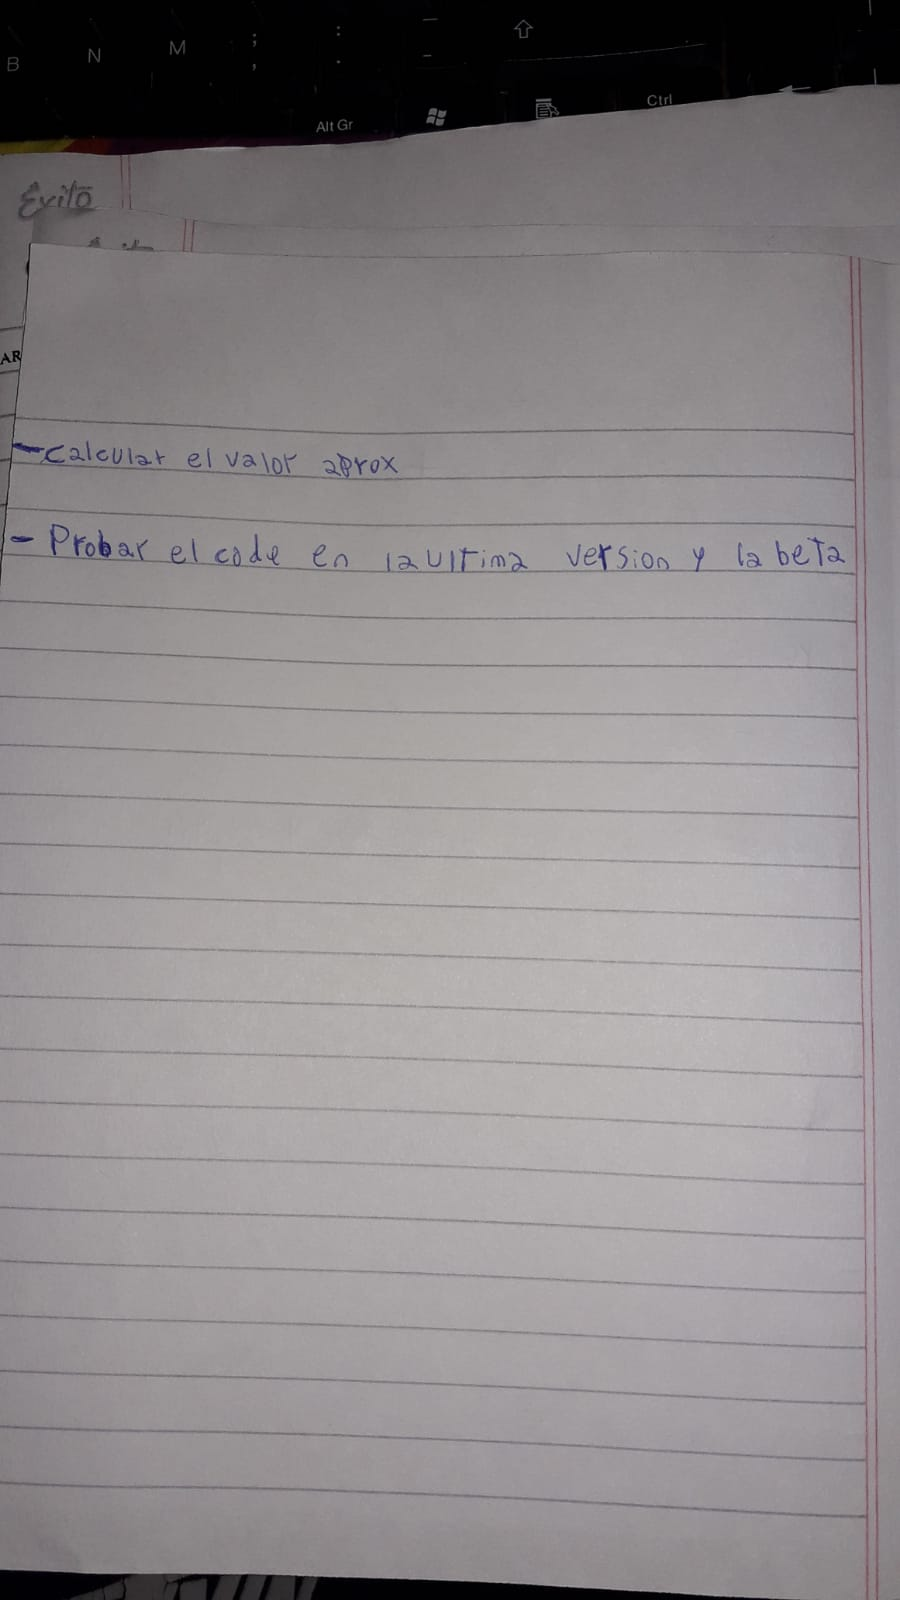 B N M ; , : . _ -
Alt Gr
Ctrl
Exito
AR
- Calcular el valor aprox
- Probar el code en la ultima version y la beta